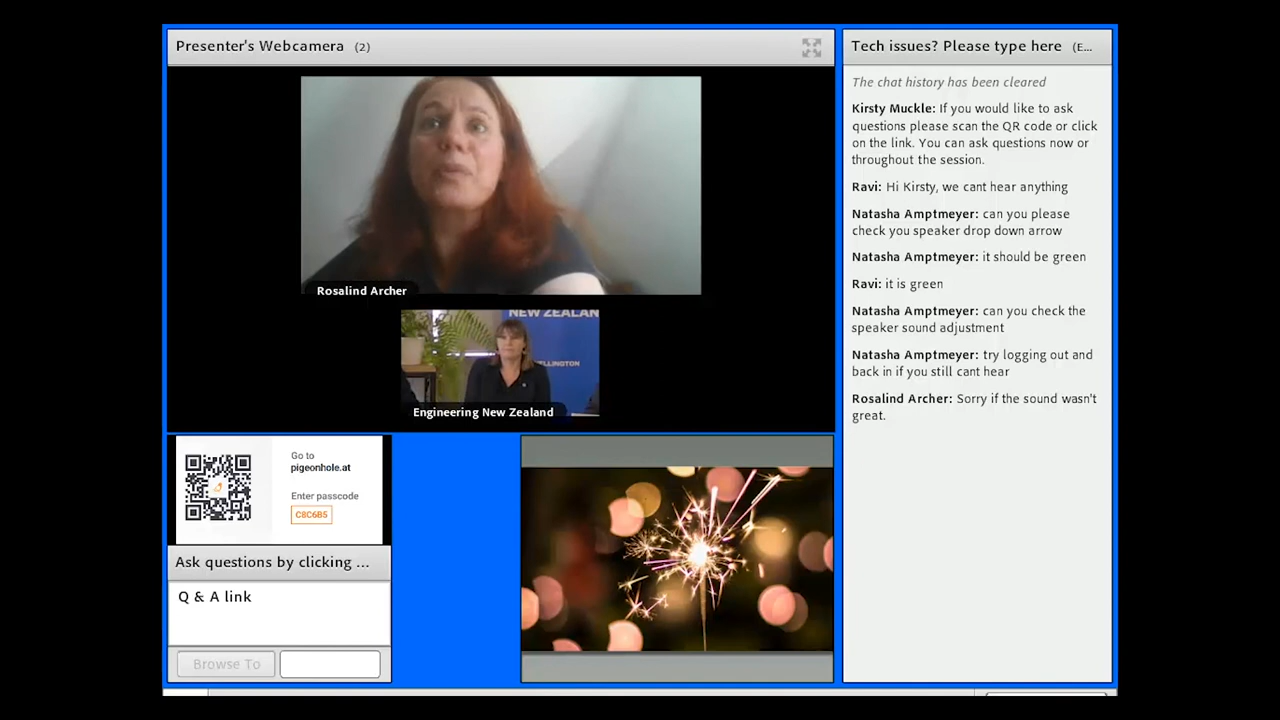 Presenter's Webcamera (2)
Rosalind Archer
NEW ZEALAN
ELLINGTON
Engineering New Zealand
Go to
pigeonhole.at
Enter passcode
C8C6B5
Ask questions by clicking ...
Q & A link
Browse To
Tech issues? Please type here (E...
The chat history has been cleared
Kirsty Muckle: If you would like to ask
questions please scan the QR code or click
on the link. You can ask questions now or
throughout the session.
Ravi: Hi Kirsty, we cant hear anything
Natasha Amptmeyer: can you please
check you speaker drop down arrow
Natasha Amptmeyer: it should be green
Ravi: it is green
Natasha Amptmeyer: can you check the
speaker sound adjustment
Natasha Amptmeyer: try logging out and
back in if you still cant hear
Rosalind Archer: Sorry if the sound wasn't
great.